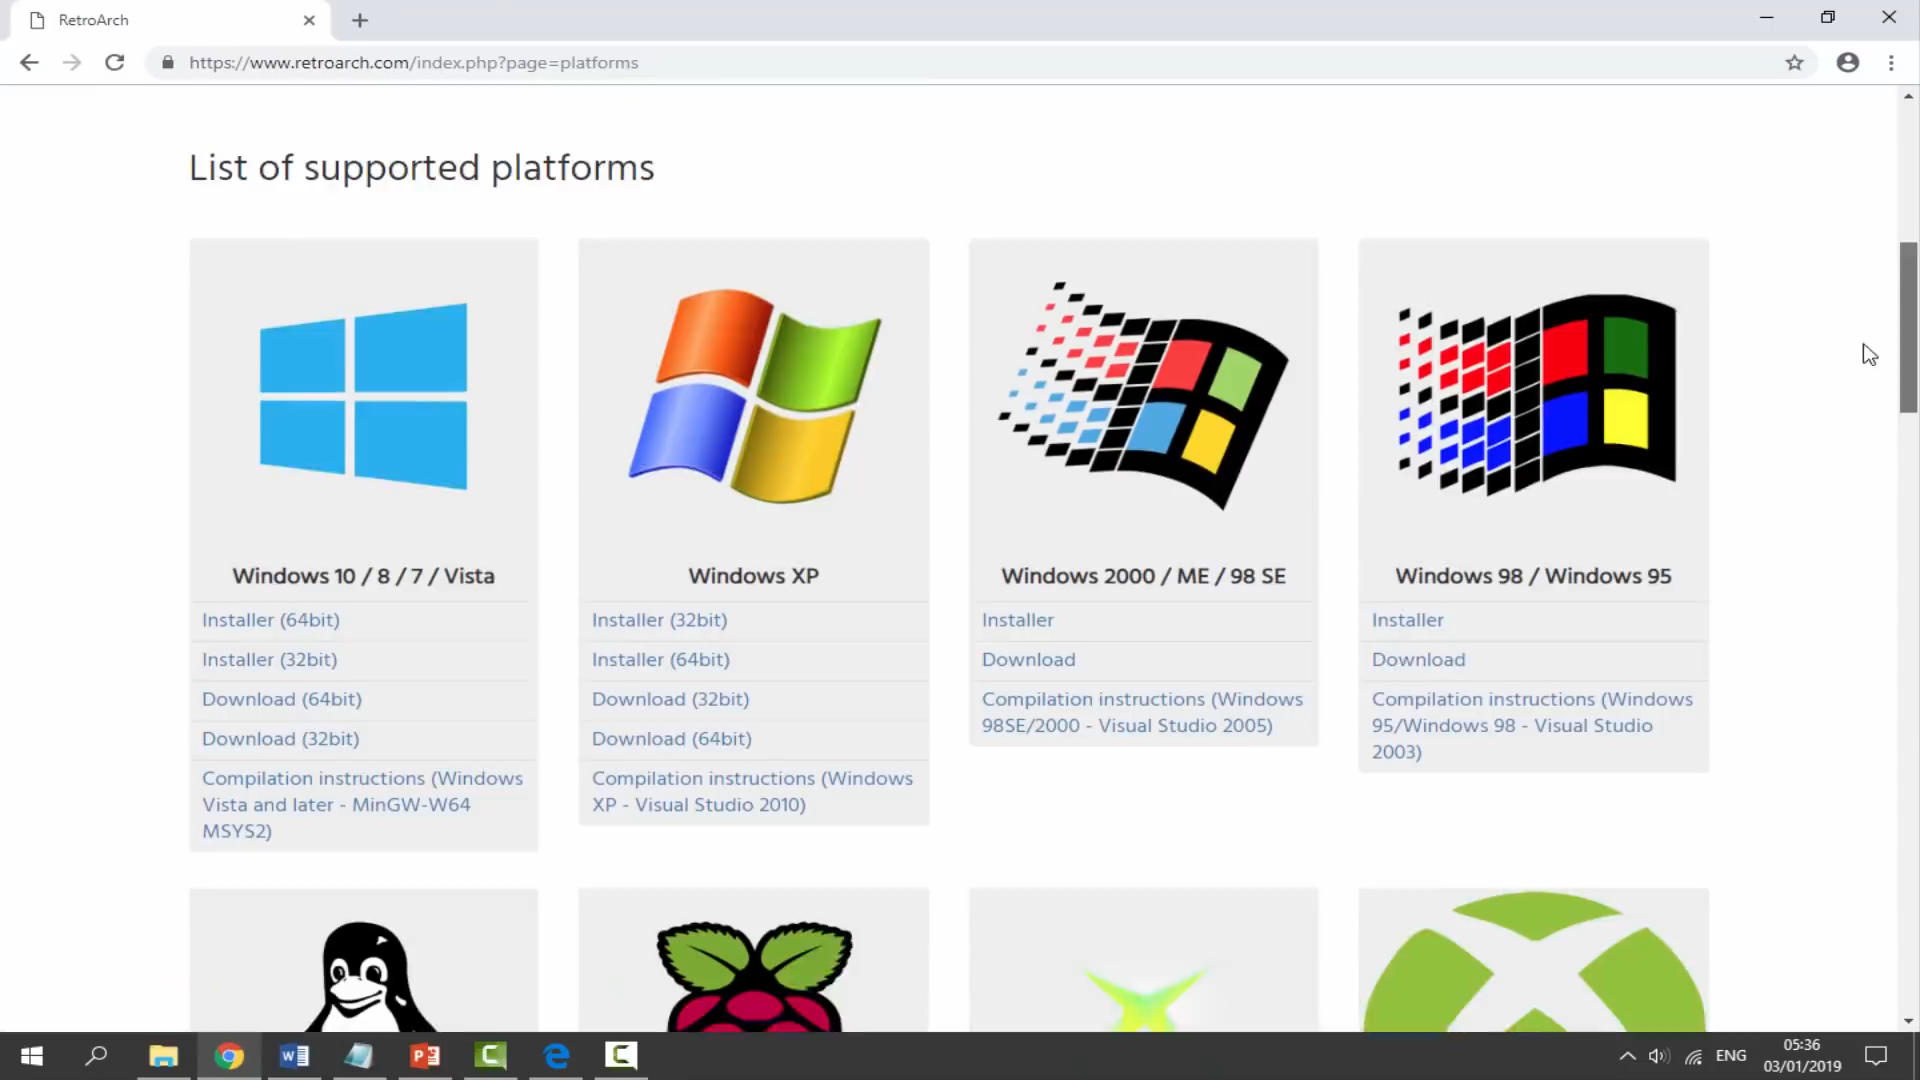 RetroArch
https://www.retroarch.com/index.php?page=platforms
List of supported platforms
Windows 10 / 8 / 7 / Vista
Installer (64bit)
Installer (32bit)
Download (64bit)
Download (32bit)
Compilation instructions (Windows
Vista and later - MinGW-W64
MSYS2)
Windows XP
Installer (32bit)
Installer (64bit)
Download (32bit)
Download (64bit)
Compilation instructions (Windows
XP - Visual Studio 2010)
Windows 2000 / ME / 98 SE
Installer
Download
Compilation instructions (Windows
98SE/2000 - Visual Studio 2005)
Windows 98 / Windows 95
Installer
Download
Compilation instructions (Windows
95/Windows 98 - Visual Studio
2003)
ENG
05:36
03/01/2019